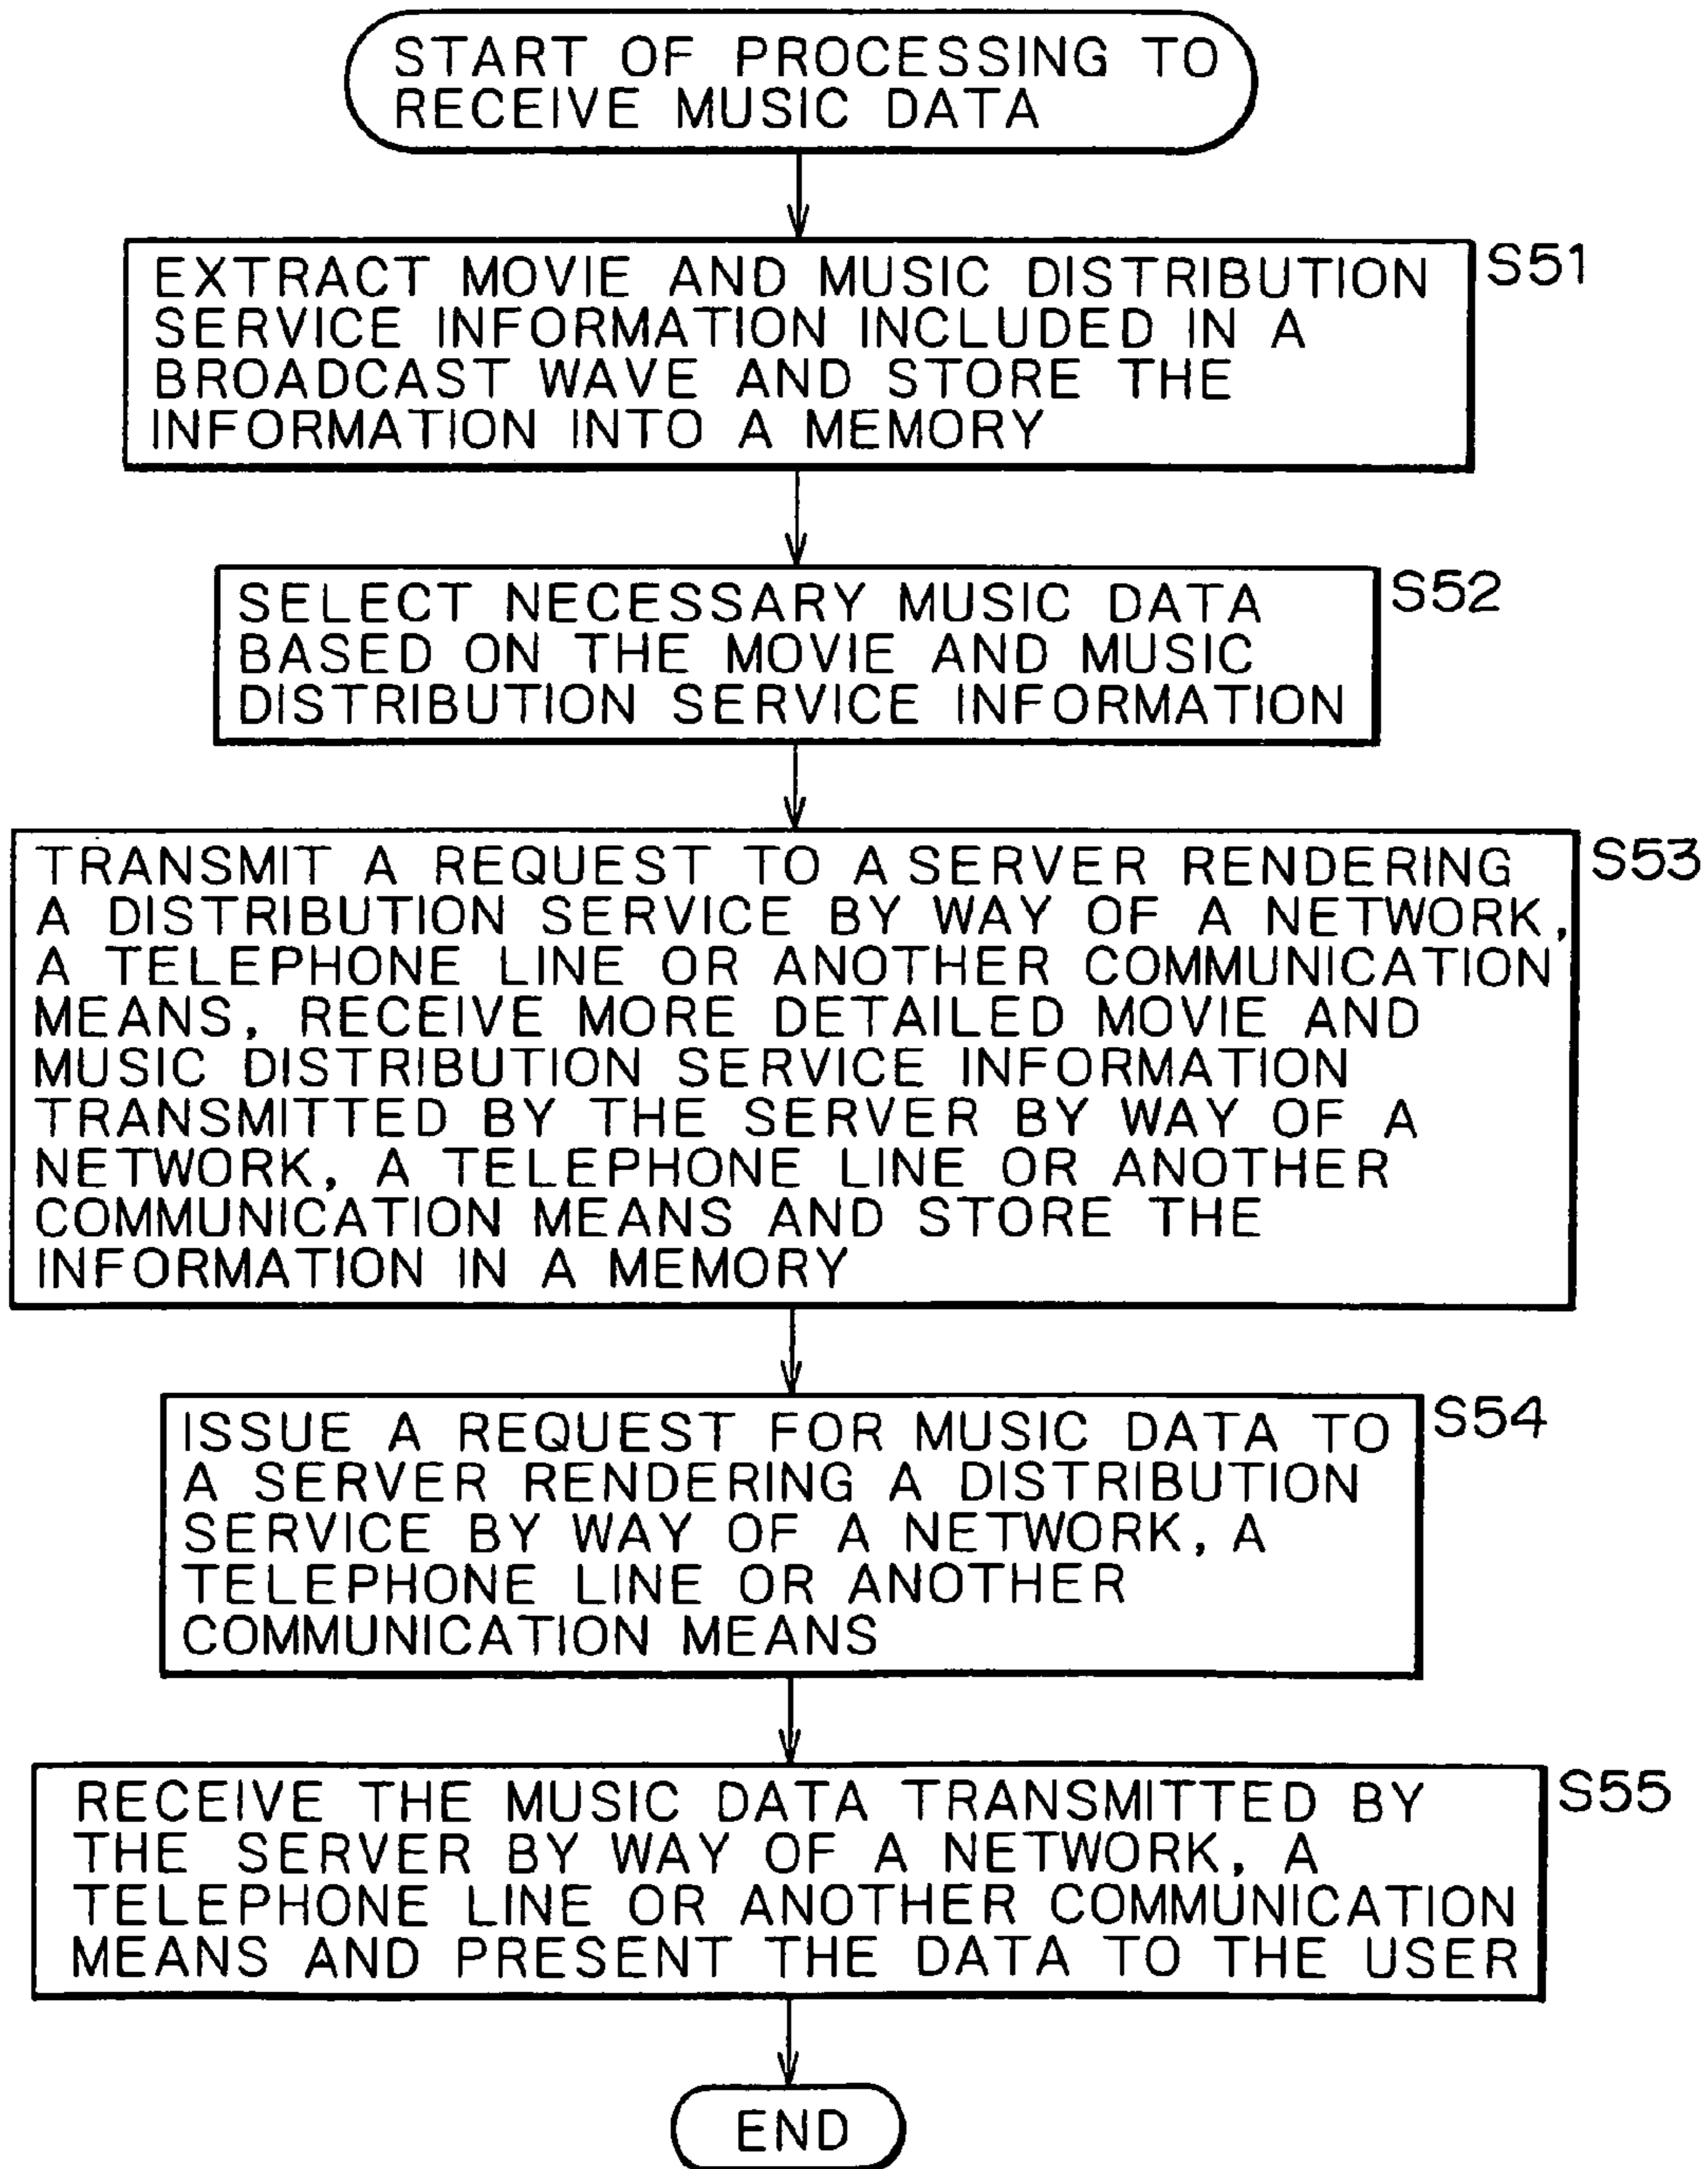 START OF PROCESSING TO
RECEIVE MUSIC DATA
S51
EXTRACT MOVIE AND MUSIC DISTRIBUTION
SERVICE INFORMATION INCLUDED IN A
BROADCAST WAVE AND STORE THE
INFORMATION INTO A MEMORY
S52
SELECT NECESSARY MUSIC DATA
BASED ON THE MOVIE AND MUSIC
DISTRIBUTION SERVICE INFORMATION
S53
TRANSMIT A REQUEST TO A SERVER RENDERING
A DISTRIBUTION SERVICE BY WAY OF A NETWORK,
A TELEPHONE LINE OR ANOTHER COMMUNICATION
MEANS, RECEIVE MORE DETAILED MOVIE AND
MUSIC DISTRIBUTION SERVICE INFORMATION
TRANSMITTED BY THE SERVER BY WAY OF A
NETWORK, A TELEPHONE LINE OR ANOTHER
COMMUNICATION MEANS AND STORE THE
INFORMATION IN A MEMORY
S54
ISSUE A REQUEST FOR MUSIC DATA TO
A SERVER RENDERING A DISTRIBUTION
SERVICE BY WAY OF A NETWORK, A
TELEPHONE LINE OR ANOTHER
COMMUNICATION MEANS
S55
RECEIVE THE MUSIC DATA TRANSMITTED BY
THE SERVER BY WAY OF A NETWORK, A
TELEPHONE LINE OR ANOTHER COMMUNICATION
MEANS AND PRESENT THE DATA TO THE USER
END